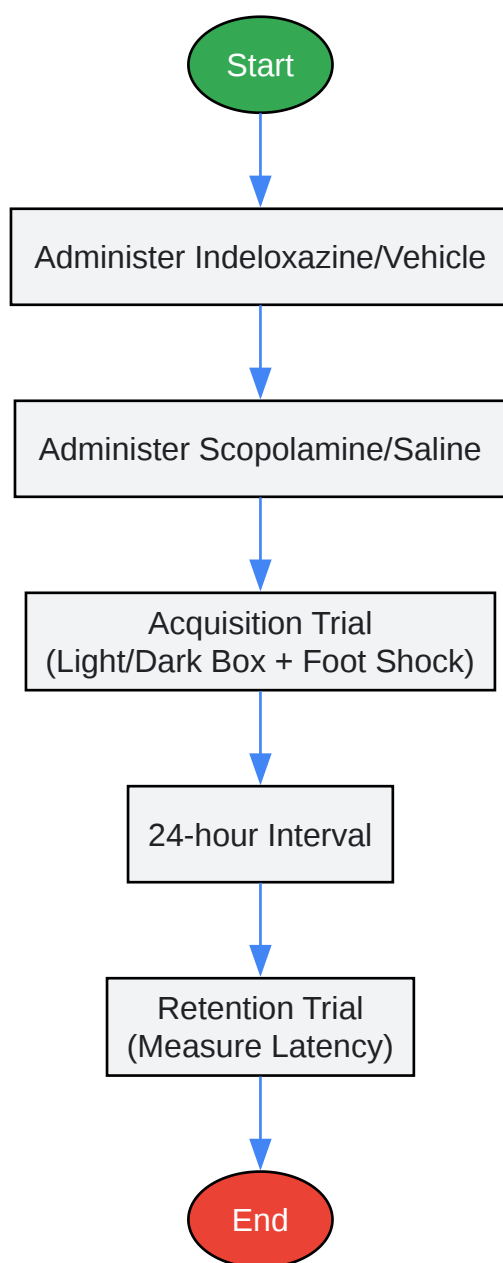 Start
Administer Indeloxazine/Vehicle
Administer Scopolamine/Saline
Acquisition Trial
(Light/Dark Box + Foot Shock)
24-hour Interval
Retention Trial
(Measure Latency)
End